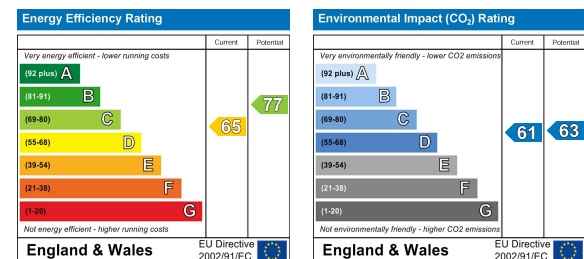 Energy Efficiency Rating
Current Potential
Very energy efficient - lower running costs
(92 plus) A
(81-91) B
(69-80) C
(55-68) D
(39-54) E
(21-38) F
(1-20) G
65
77
Not energy efficient - higher running costs
England & Wales
EU Directive
2002/91/EC
Environmental Impact (CO2) Rating
Current Potential
Very environmentally friendly - lower CO2 emissions
(92 plus) A
(81-91) B
(69-80) C
(55-68) D
(39-54) E
(21-38) F
(1-20) G
61
63
Not environmentally friendly - higher CO2 emissions
England & Wales
EU Directive
2002/91/EC